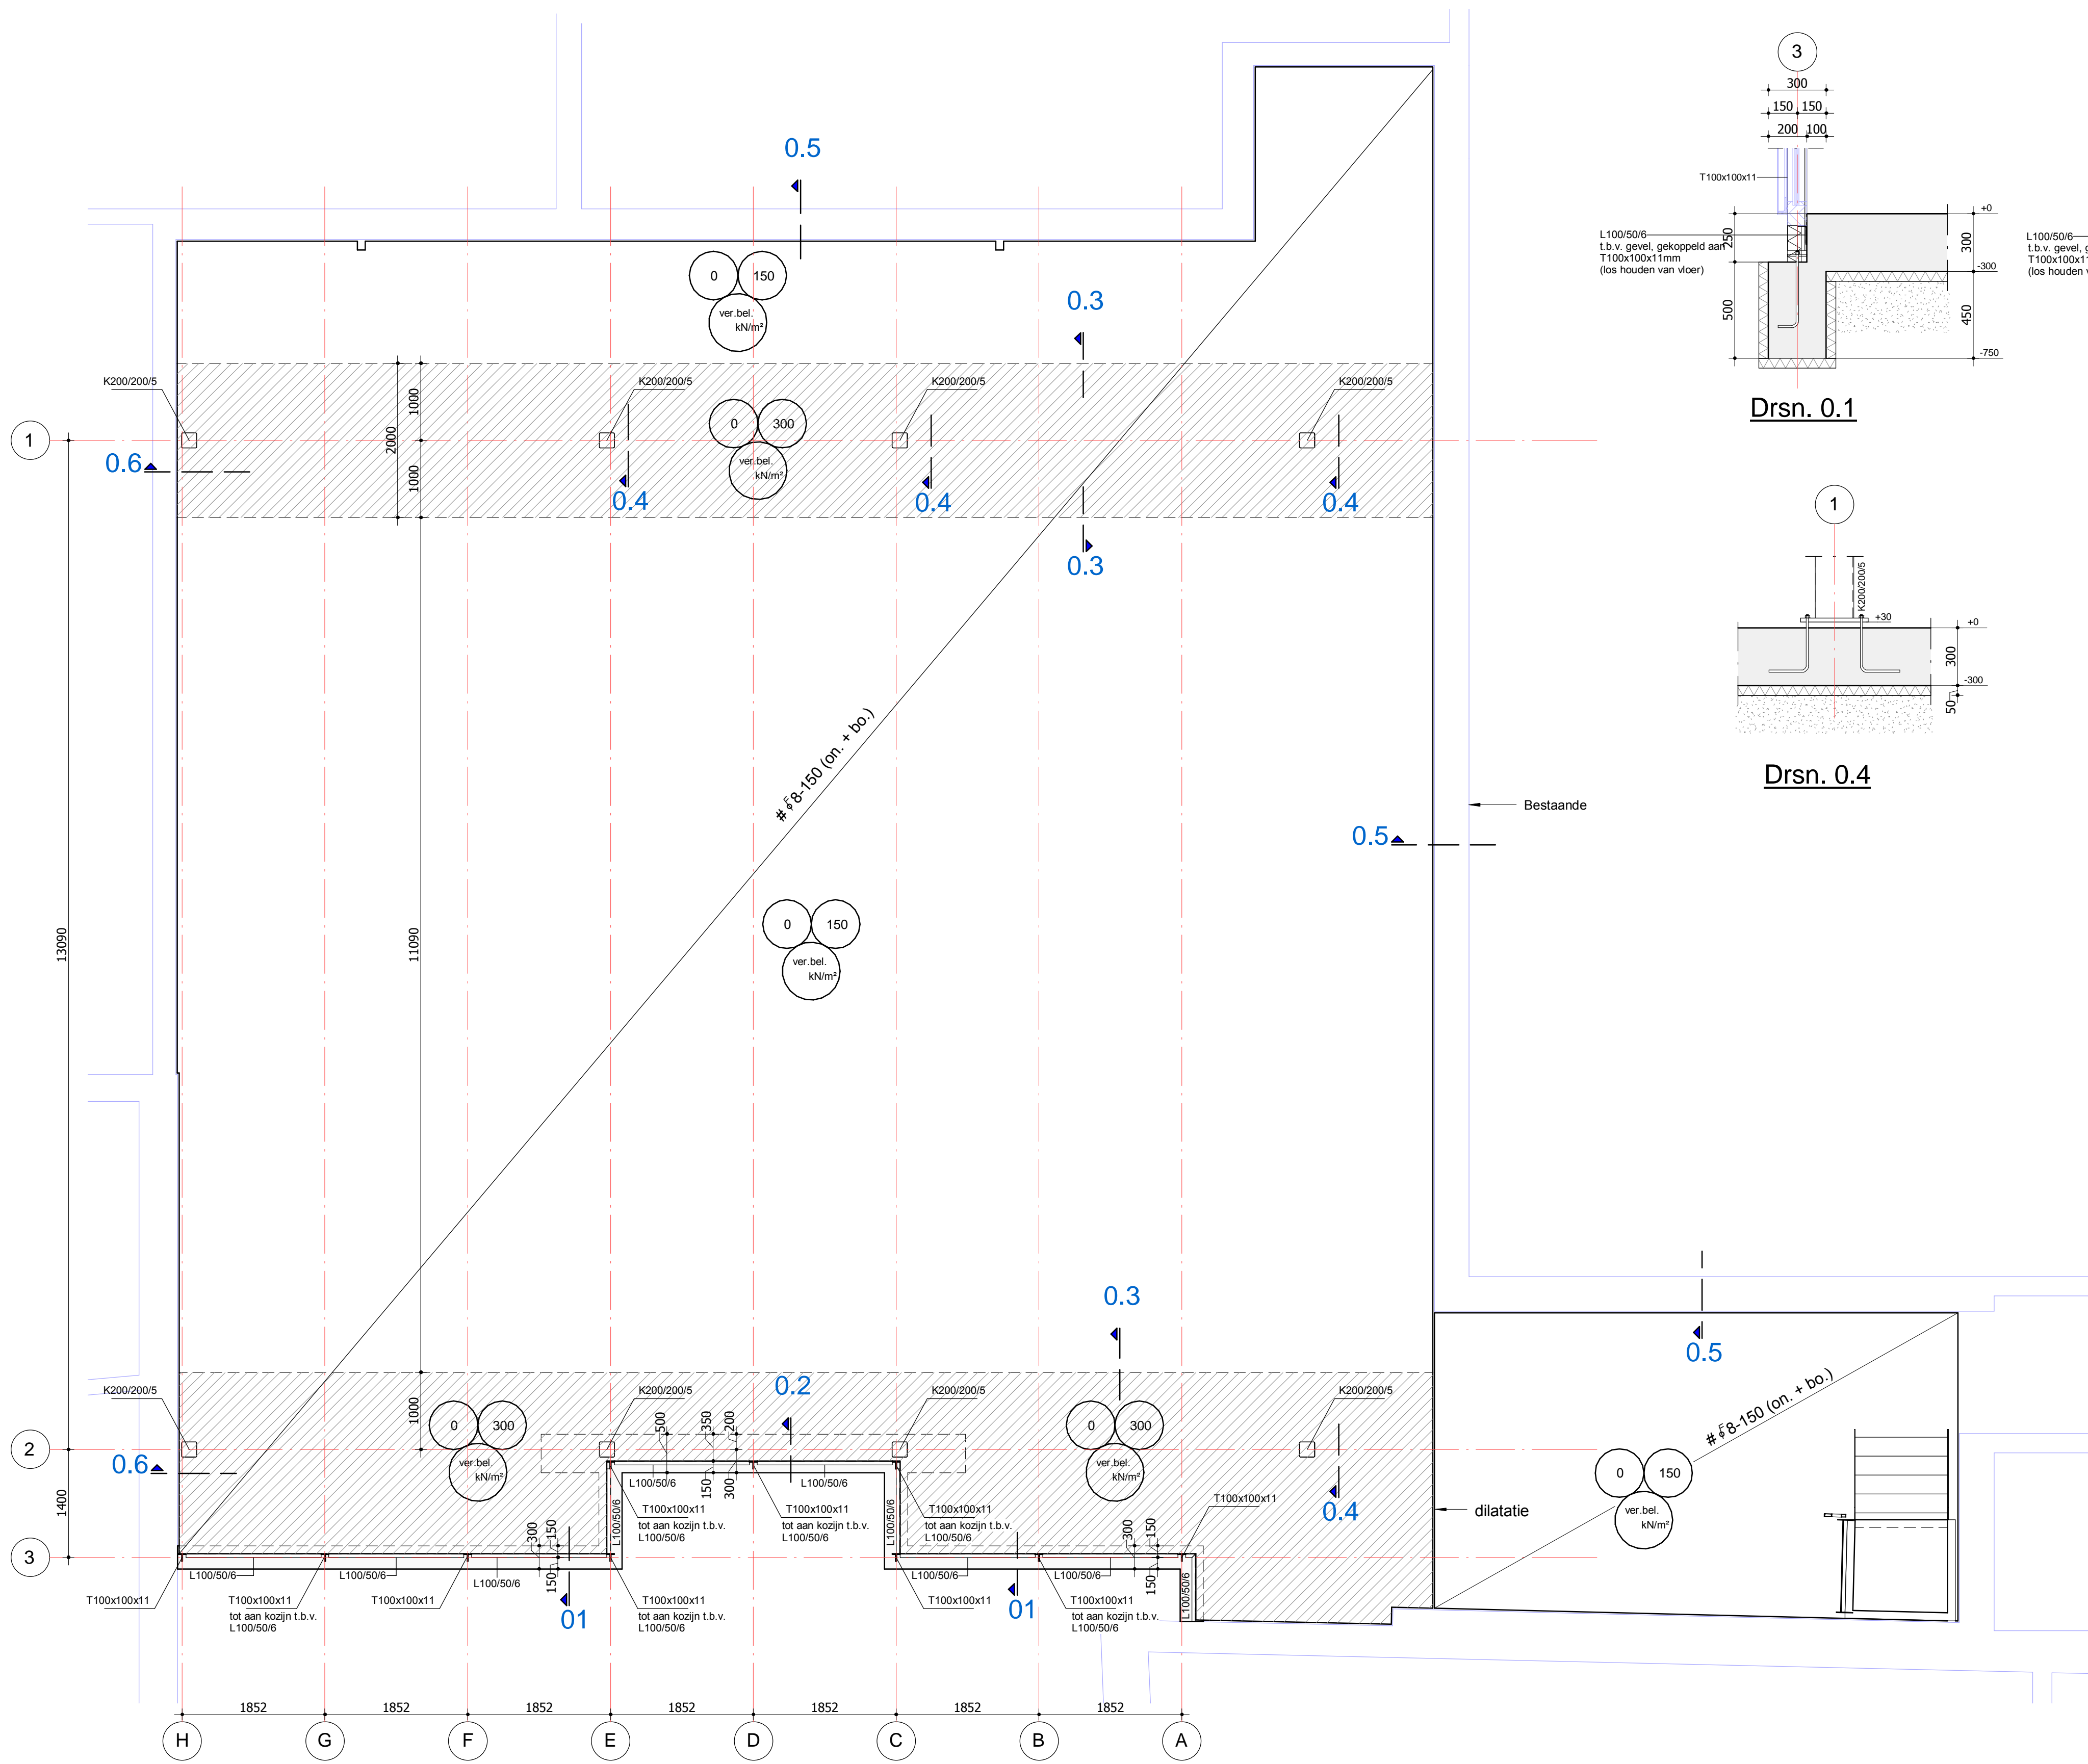 0.5
0
150
ver.bel.
kN/m²
0.3
K200/200/5
K200/200/5
K200/200/5
K200/200/5
1000
2000
1000
0
300
ver.bel.
kN/m²
1
0.6
0.4
0.4
0.4
0.3
# 8-150 (on. + bo.)
Bestaande
0.5
13090
11090
0
150
ver.bel.
kN/m²
0.3
0.2
K200/200/5
K200/200/5
K200/200/5
K200/200/5
1000
0
300
ver.bel.
kN/m²
500
350
200
150
300
0
300
ver.bel.
kN/m²
2
0.6
1400
L100/50/6
L100/50/6
L100/50/6
L100/50/6
T100x100x11
tot aan kozijn t.b.v.
L100/50/6
T100x100x11
tot aan kozijn t.b.v.
L100/50/6
T100x100x11
tot aan kozijn t.b.v.
L100/50/6
T100x100x11
0.4
dilatatie
300
150
150
300
150
150
3
L100/50/6
L100/50/6
L100/50/6
L100/50/6
L100/50/6
L100/50/6
T100x100x11
T100x100x11
tot aan kozijn t.b.v.
L100/50/6
T100x100x11
T100x100x11
tot aan kozijn t.b.v.
L100/50/6
T100x100x11
T100x100x11
tot aan kozijn t.b.v.
L100/50/6
01
01
0.5
# 8-150 (on. + bo.)
0
150
ver.bel.
kN/m²
1852
1852
1852
1852
1852
1852
1852
H
G
F
E
D
C
B
A
3
300
150
150
200
100
T100x100x11
L100/50/6
t.b.v. gevel, gekoppeld aan
T100x100x11mm
(los houden van vloer)
250
500
+0
300
-300
450
-750
Drsn. 0.1
L100/50/6
t.b.v. gevel, g
T100x100x11
(los houden v
1
K200/200/5
+30
+0
300
-300
50
Drsn. 0.4